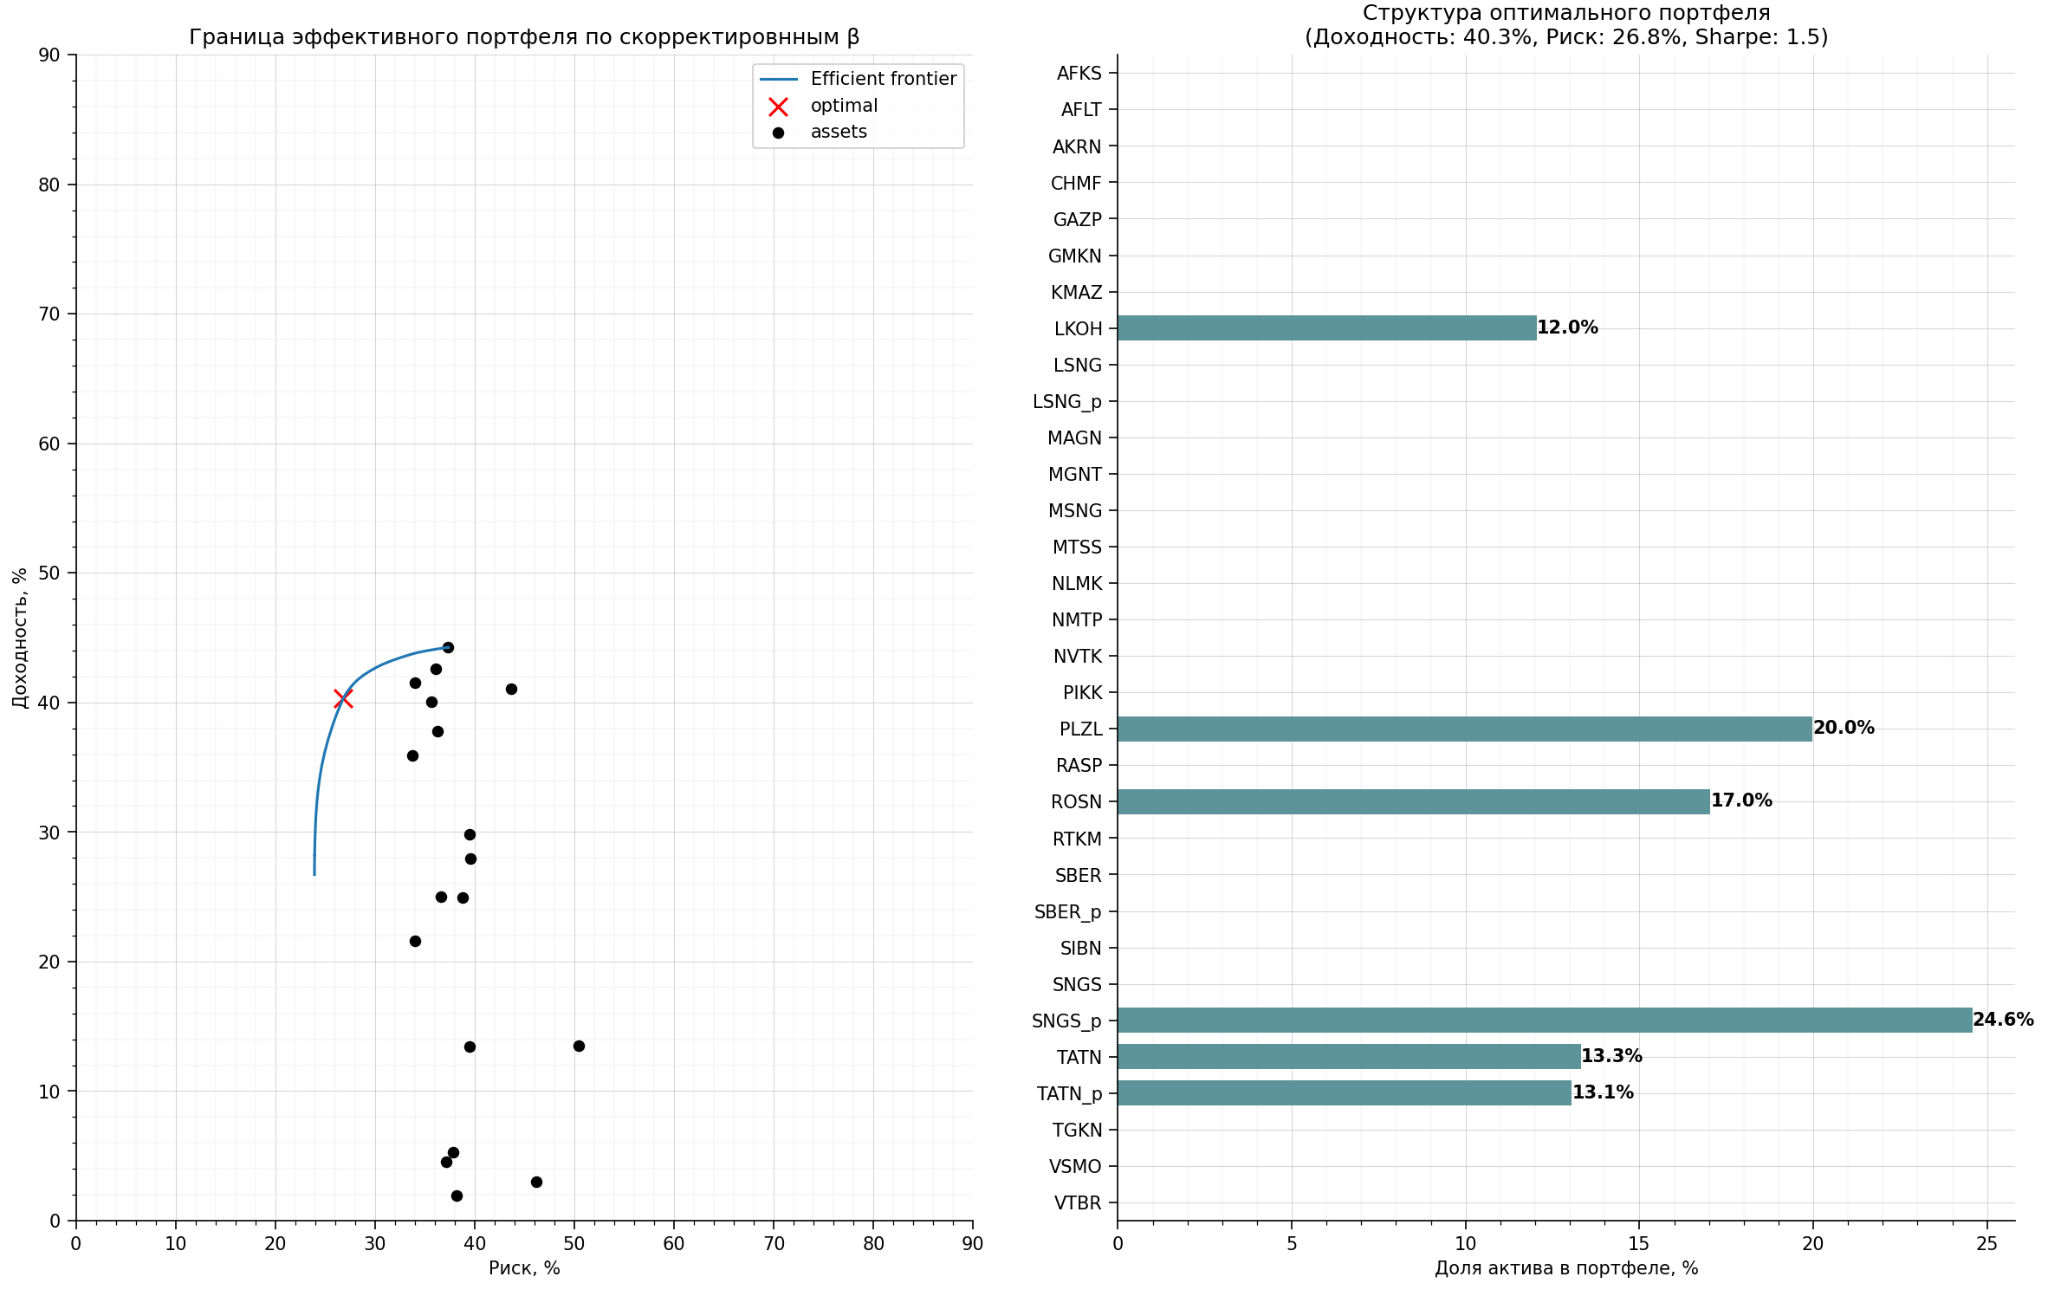 Граница эффективного портфеля по скорректировнным β
90
80
70
60
50
40
30
20
10
0
Доходность, %
0 10 20 30 40 50 60 70 80 90
Риск, %
Efficient frontier
optimal
assets
Структура оптимального портфеля
(Доходность: 40.3%, Риск: 26.8%, Sharpe: 1.5)
AFKS
AFLT
AKRN
CHMF
GAZP
GMKN
KMAZ
LKOH 12.0%
LSNG
LSNG_p
MAGN
MGNT
MSNG
MTSS
NLMK
NMTP
NVTK
PIKK
PLZL 20.0%
RASP
ROSN 17.0%
RTKM
SBER
SBER_p
SIBN
SNGS
SNGS_p 24.6%
TATN 13.3%
TATN_p 13.1%
TGKN
VSMO
VTBR
0 5 10 15 20 25
Доля актива в портфеле, %